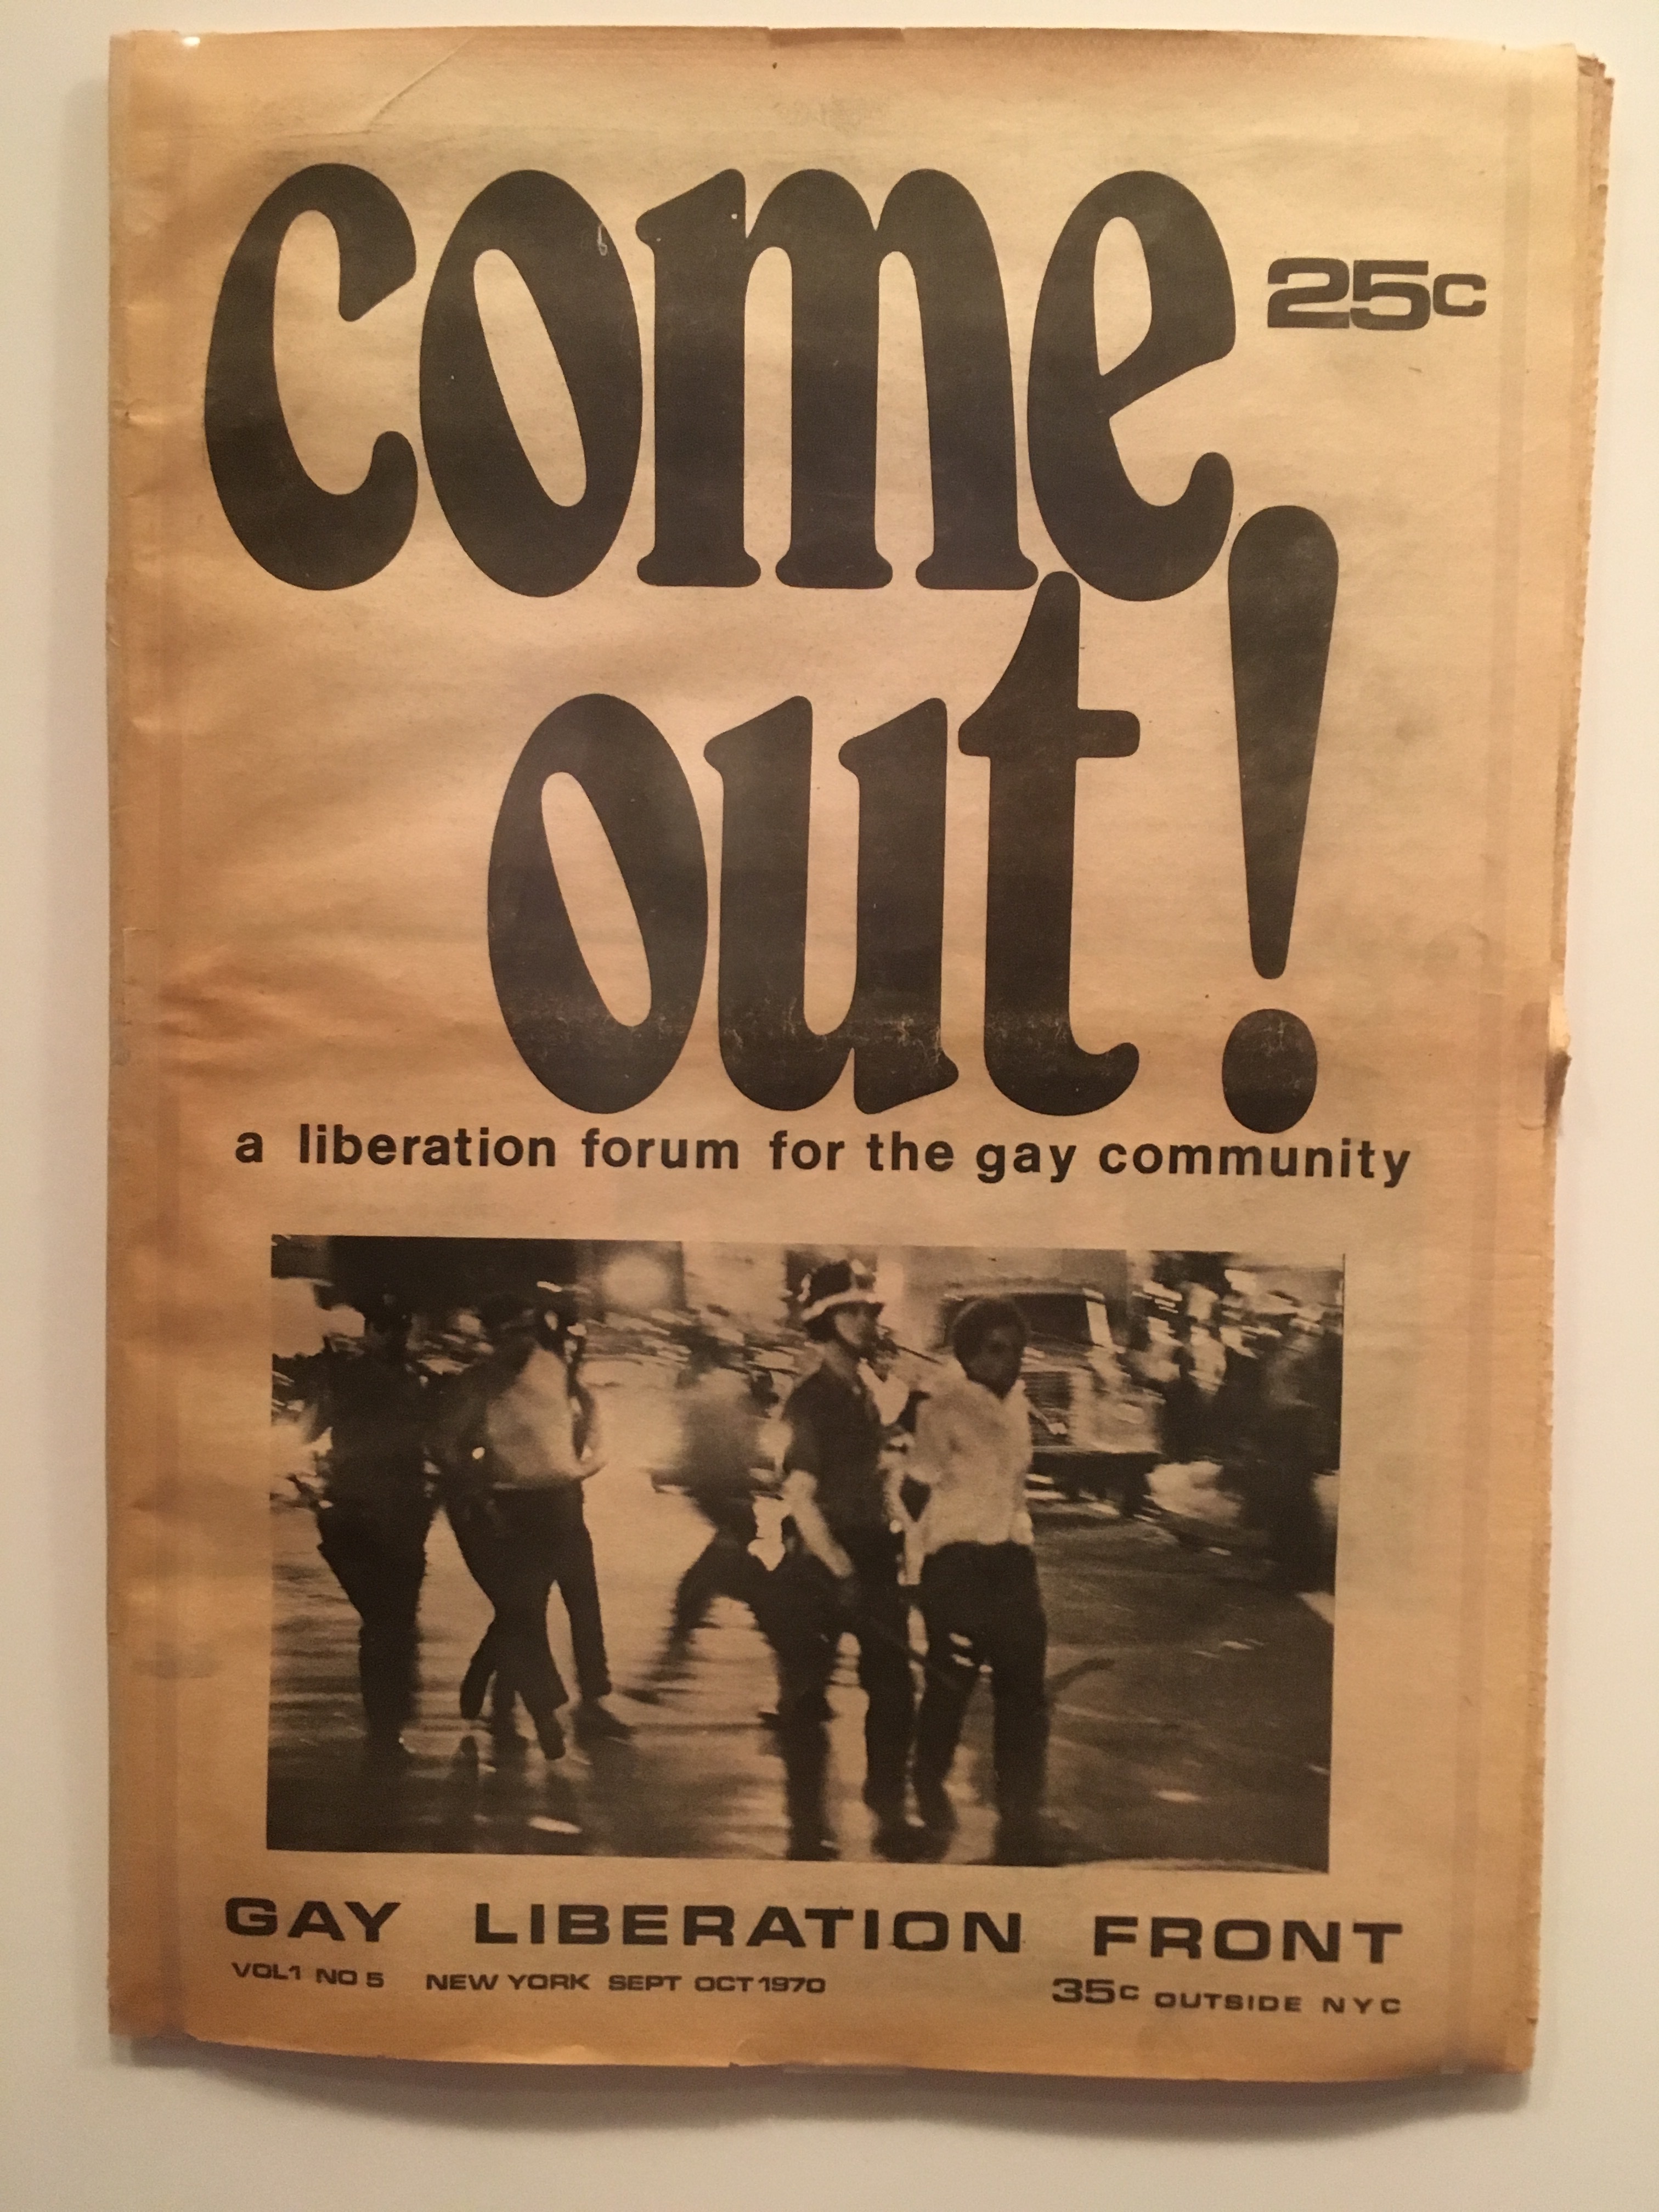 come
25c
out!
a liberation forum for the gay community
GAY LIBERATION FRONT
VOL1 NO 5 NEW YORK SEPT OCT 1970 35c OUTSIDE NYC